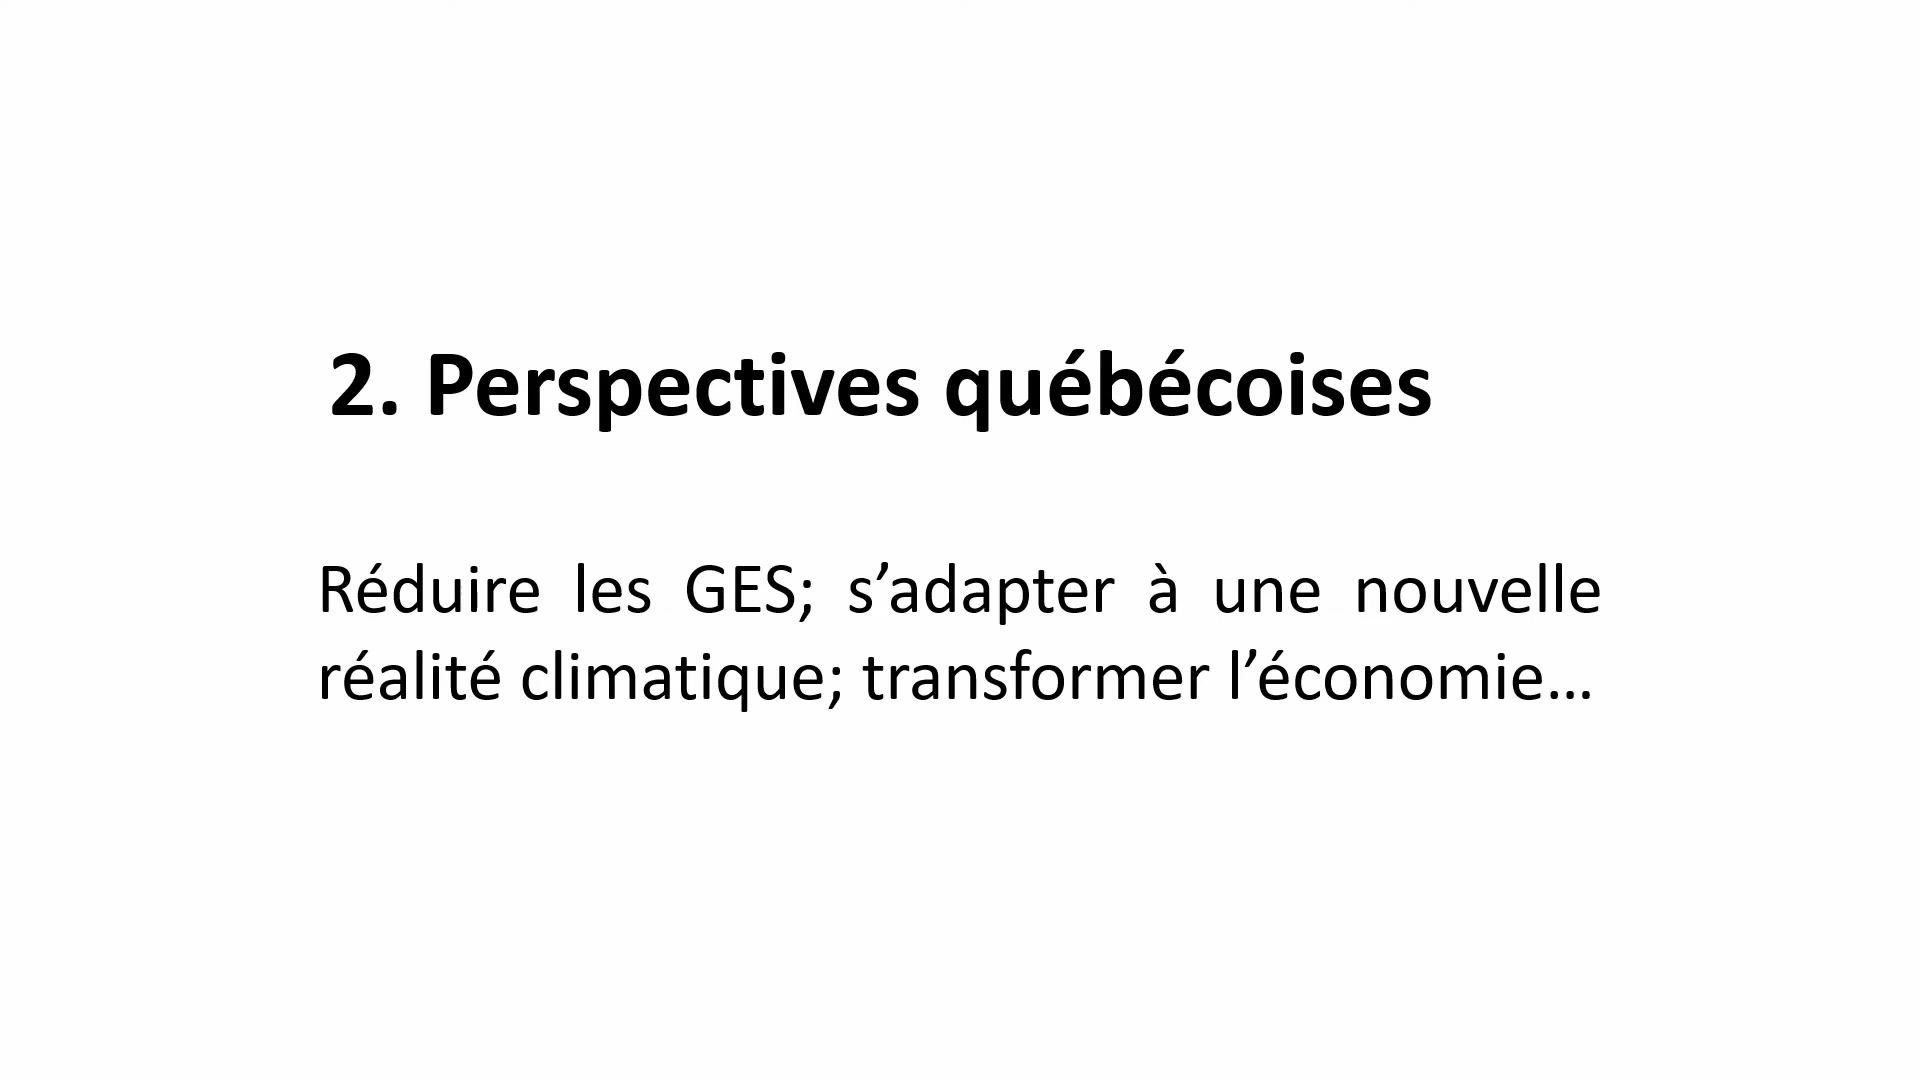 2. Perspectives québécoises
Réduire les GES; s’adapter à une nouvelle
réalité climatique; transformer l’économie…